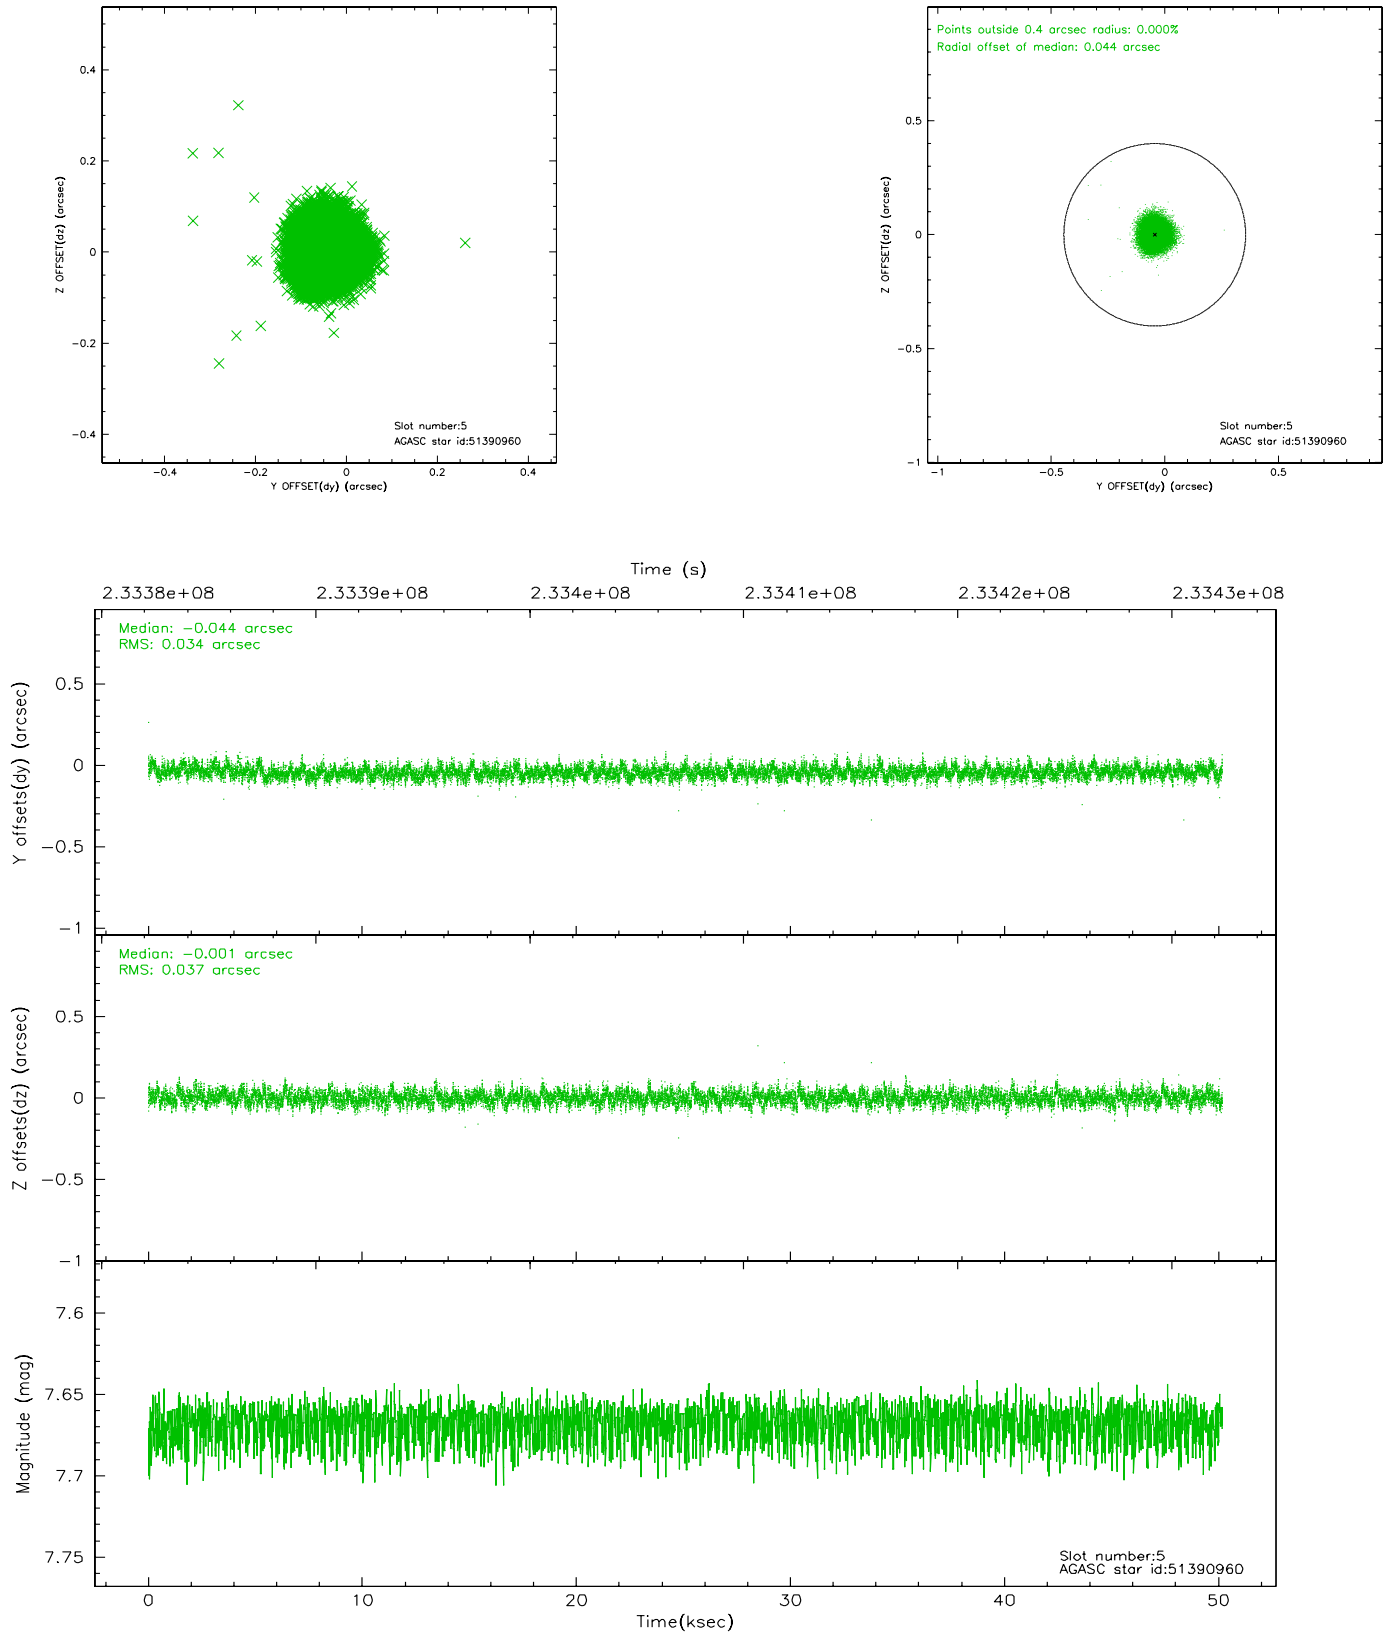 0.4
0.2
0
−0.2
−0.4
Z OFFSET(dz) (arcsec)
−0.4 −0.2 0 0.2 0.4
Y OFFSET(dy) (arcsec)
Slot number:5
AGASC star id:51390960
Points outside 0.4 arcsec radius: 0.000%
Radial offset of median: 0.044 arcsec
0.5
0
−0.5
−1
Z OFFSET(dz) (arcsec)
−1 −0.5 0 0.5
Y OFFSET(dy) (arcsec)
Slot number:5
AGASC star id:51390960
Time (s)
2.3338e+08 2.3339e+08 2.334e+08 2.3341e+08 2.3342e+08 2.3343e+08
Median: −0.044 arcsec
RMS: 0.034 arcsec
0.5
0
−0.5
−1
Y offsets(dy) (arcsec)
Median: −0.001 arcsec
RMS: 0.037 arcsec
0.5
0
−0.5
−1
Z offsets(dz) (arcsec)
7.6
7.65
7.7
7.75
Magnitude (mag)
Slot number:5
AGASC star id:51390960
0 10 20 30 40 50
Time(ksec)